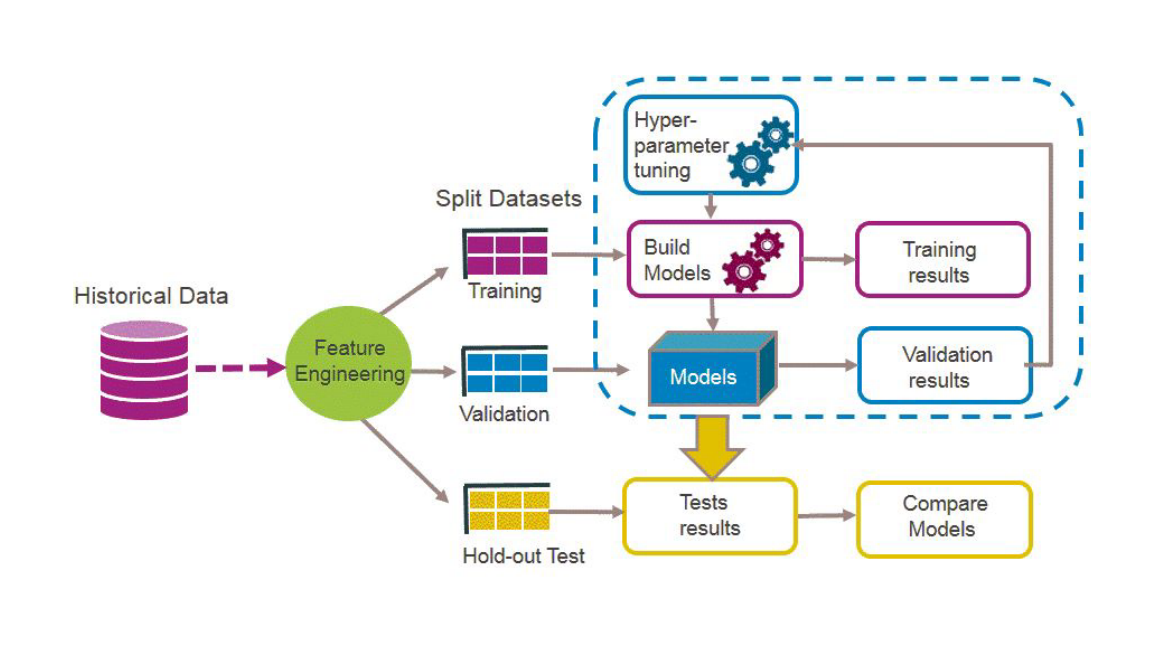 Hyper-
parameter
tuning
Split Datasets
Build
Models
Training
results
Training
Historical Data
Feature
Engineering
Validation
results
Models
Validation
Tests
results
Compare
Models
Hold-out Test